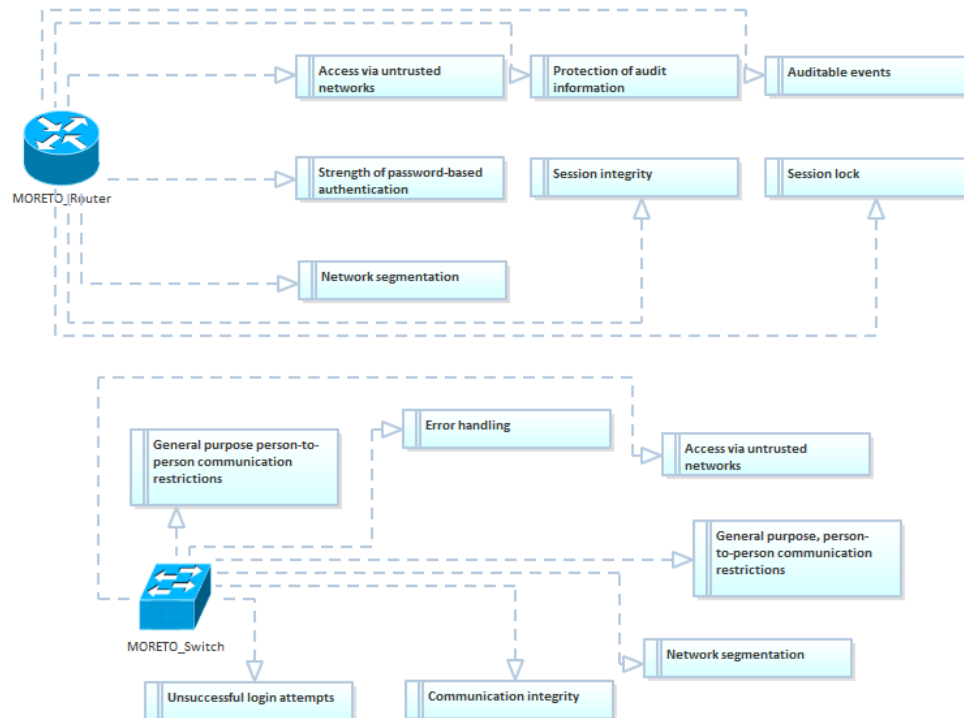 Access via untrusted
networks
Protection of audit
information
Auditable events
MORETO_Router
Strength of password-based
authentication
Session integrity
Session lock
Network segmentation
Error handling
General purpose person-to-
person communication
restrictions
Access via untrusted
networks
General purpose, person-
to-person communication
restrictions
MORETO_Switch
Network segmentation
Unsuccessful login attempts
Communication integrity